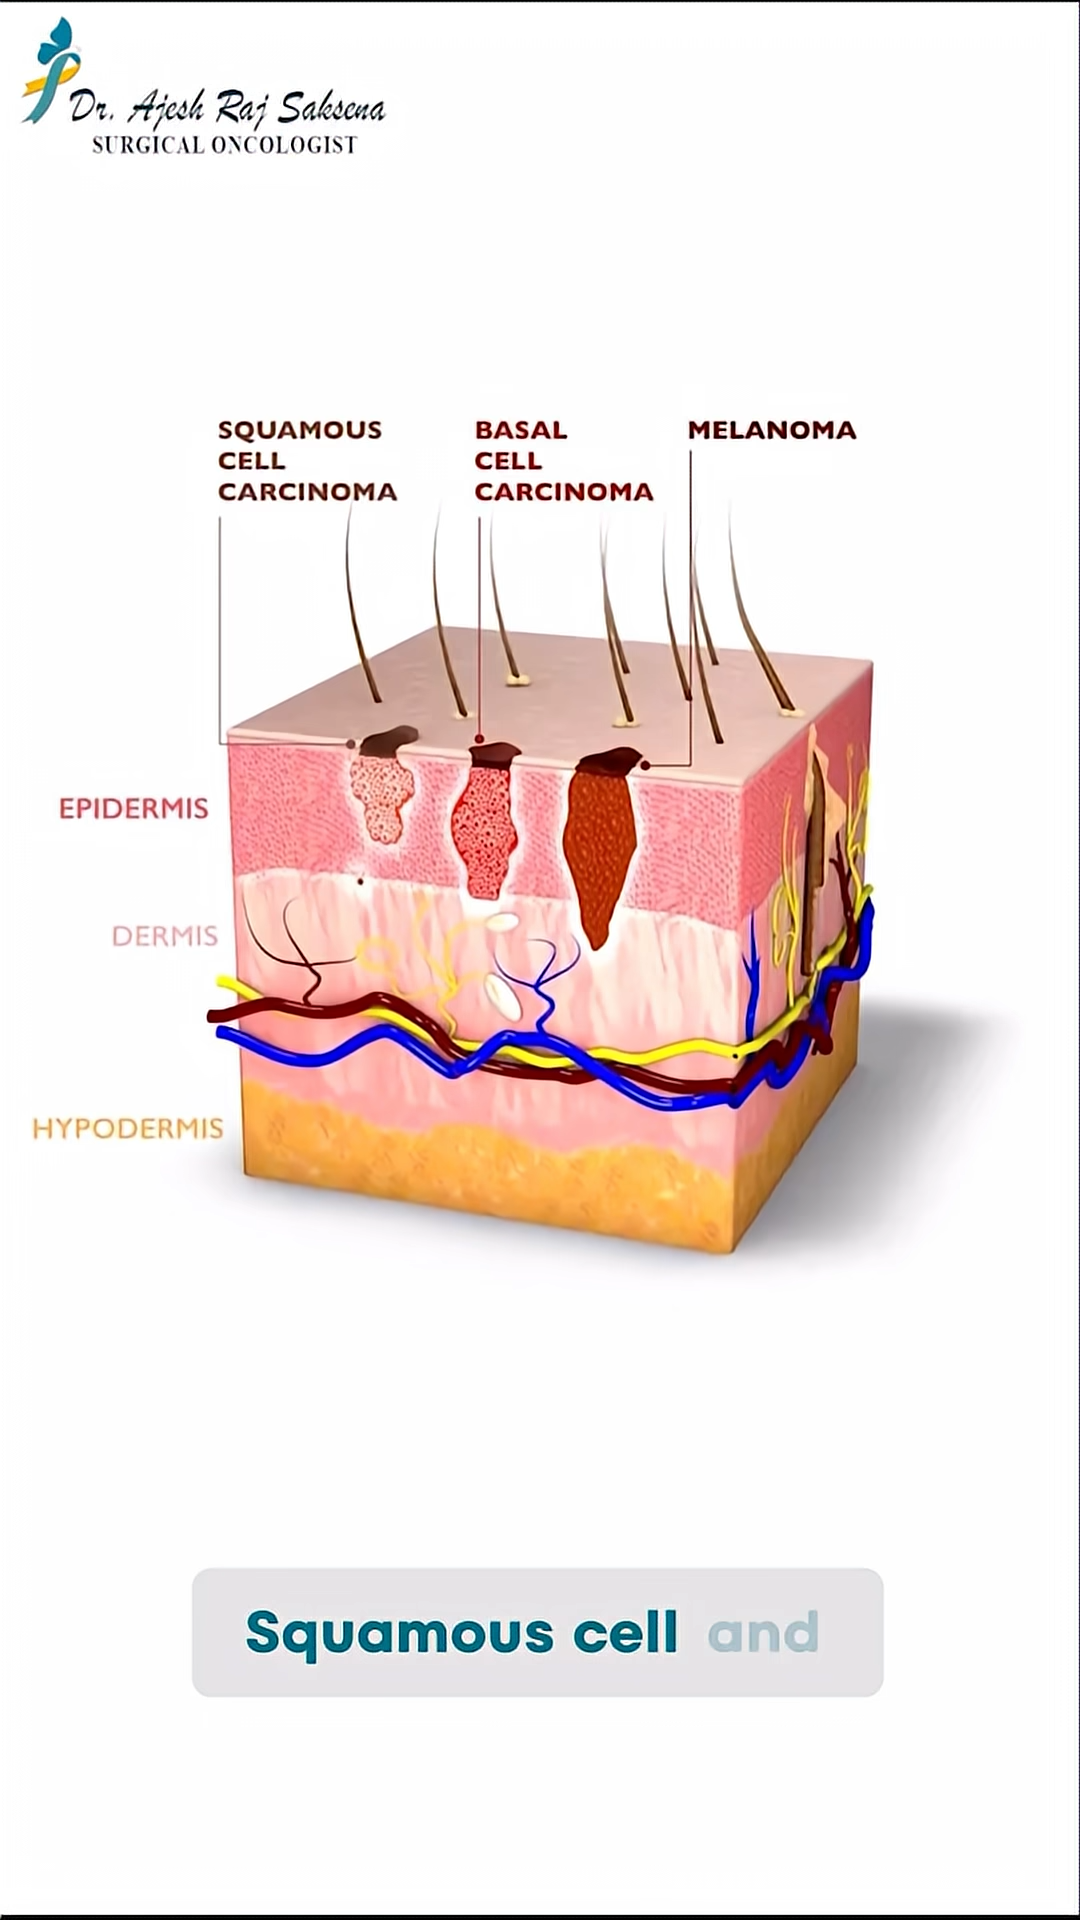 Dr. Ajesh Raj Saksena
SURGICAL ONCOLOGIST
SQUAMOUS
CELL
CARCINOMA
BASAL
CELL
CARCINOMA
MELANOMA
EPIDERMIS
DERMIS
HYPODERMIS
Squamous cell and